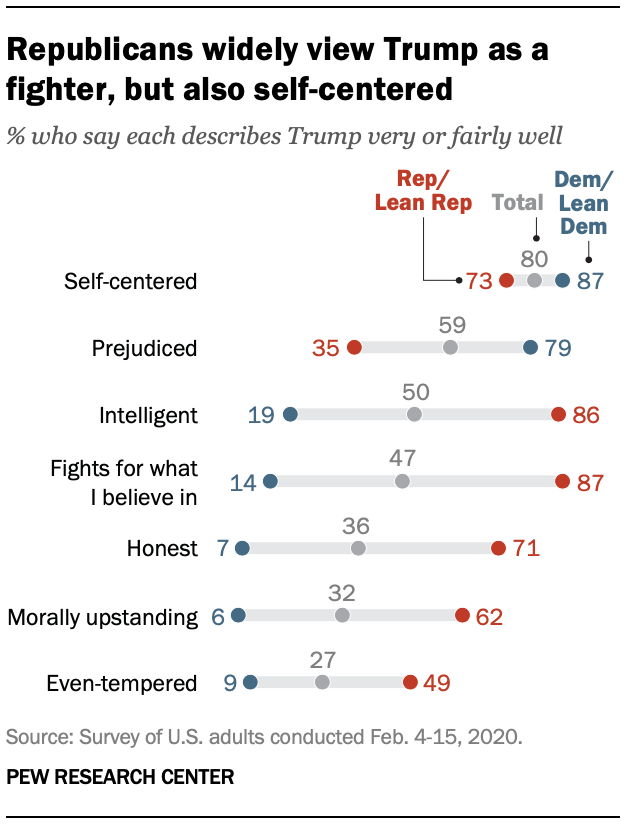 Republicans widely view Trump as a
fighter, but also self-centered
% who say each describes Trump very or fairly well
Rep/
Lean Rep
Total
Dem/
Lean
Dem
Self-centered 73 80 87
Prejudiced 35 59 79
Intelligent 19 50 86
Fights for what
I believe in 14 47 87
Honest 7 36 71
Morally upstanding 6 32 62
Even-tempered 9 27 49
Source: Survey of U.S. adults conducted Feb. 4-15, 2020.
PEW RESEARCH CENTER